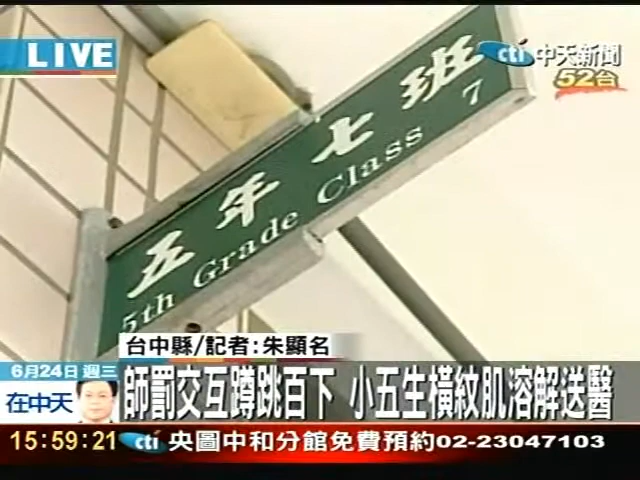 LIVE
cti 中天新聞
52台
五年七班
5th Grade Class 7
台中縣/記者:朱顯名
6月24日 週三
師罰交互蹲跳百下 小五生橫紋肌溶解送醫
在中天
15:59:21 cti 央圖中和分館免費預約02-23047103